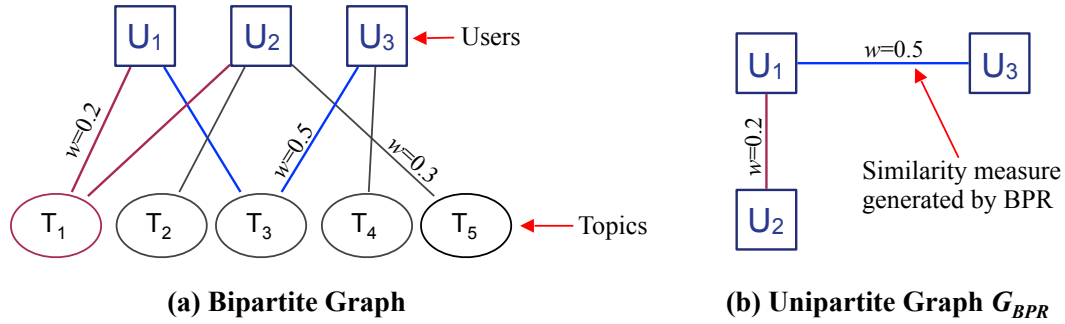 U1
U2
U3
Users
w=0.2
w=0.5
w=0.3
T1
T2
T3
T4
T5
Topics
(a) Bipartite Graph
w=0.5
U1
U3
w=0.2
Similarity measure
generated by BPR
U2
(b) Unipartite Graph GBPR